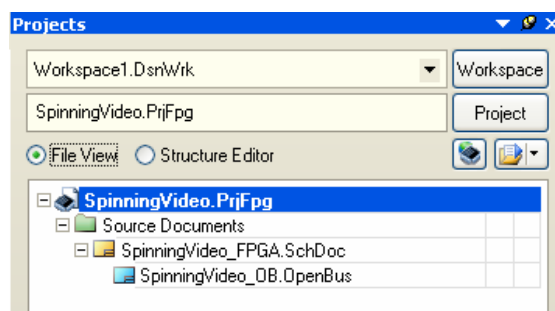 Projects
Workspace1.DsnWrk Workspace
SpinningVideo.PrjFpg Project
File View Structure Editor
SpinningVideo.PrjFpg
Source Documents
SpinningVideo_FPGA.SchDoc
SpinningVideo_OB.OpenBus